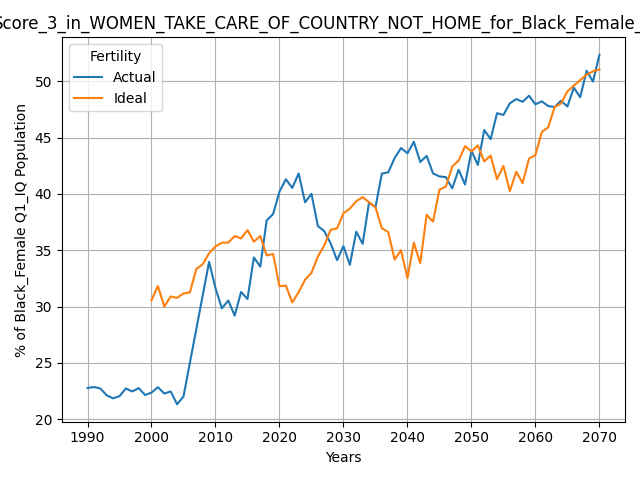 Score_3_in_WOMEN_TAKE_CARE_OF_COUNTRY_NOT_HOME_for_Black_Female_
Fertility
Actual
Ideal
% of Black_Female Q1_IQ Population
50
45
40
35
30
25
20
1990 2000 2010 2020 2030 2040 2050 2060 2070
Years